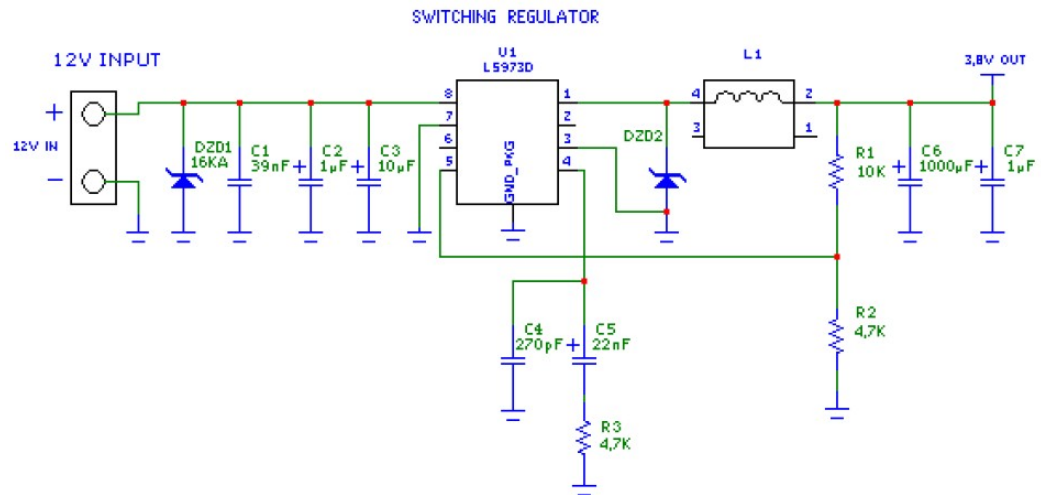 SWITCHING REGULATOR
12V INPUT
+
12V IN
-
U1
L5973D
8
7
6
5
1
2
3
4
GND_PKG
DZD1
16KA
C1
39nF
+
C2
1µF
+
C3
10µF
DZD2
L1
4
2
3
1
3,8V OUT
R1
10K
+
C6
1000µF
+
C7
1µF
C4
270pF
+
C5
22nF
R2
4,7K
R3
4,7K